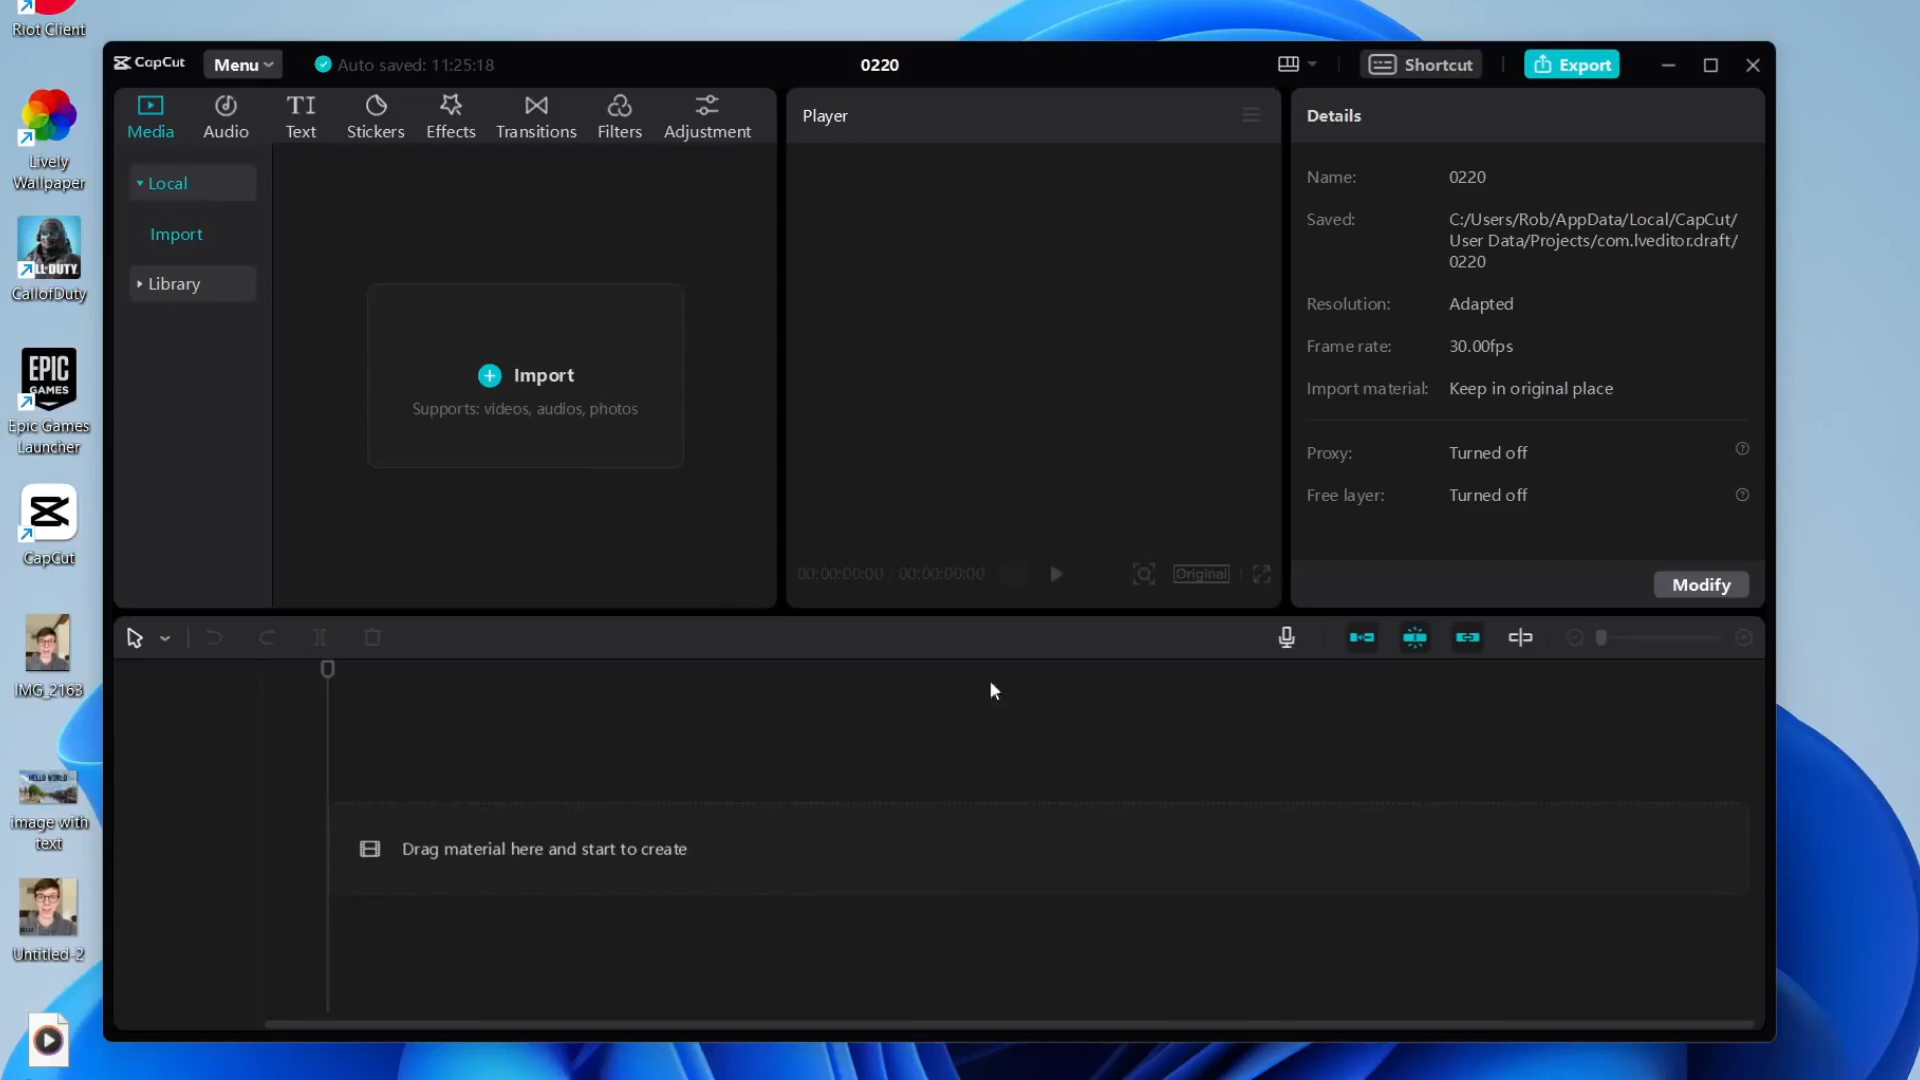 Riot Client
Lively
Wallpaper
CallofDuty
EPIC
GAMES
Epic Games
Launcher
CapCut
IMG_2163
HELLO WORLD
image with
text
Untitled-2
CapCut
Menu
Auto saved: 11:25:18
0220
Shortcut
Export
Media
Audio
TI
Text
Stickers
Effects
Transitions
Filters
Adjustment
Local
Import
Library
Import
Supports: videos, audios, photos
Player
00:00:00:00 / 00:00:00:00
Original
Details
Name: 0220
Saved: C:/Users/Rob/AppData/Local/CapCut/
User Data/Projects/com.lveditor.draft/
0220
Resolution: Adapted
Frame rate: 30.00fps
Import material: Keep in original place
Proxy: Turned off
Free layer: Turned off
Modify
Drag material here and start to create